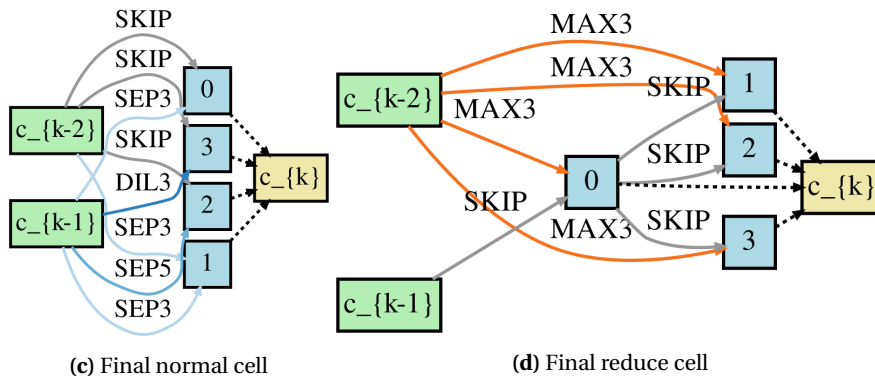 SKIP
SKIP
SEP3
SKIP
DIL3
SEP3
SEP5
SEP3
c_{k-2}
c_{k-1}
0
3
2
1
c_{k}
(c) Final normal cell
MAX3
MAX3
MAX3
SKIP
SKIP
SKIP
SKIP
MAX3
c_{k-2}
c_{k-1}
0
1
2
3
c_{k}
(d) Final reduce cell